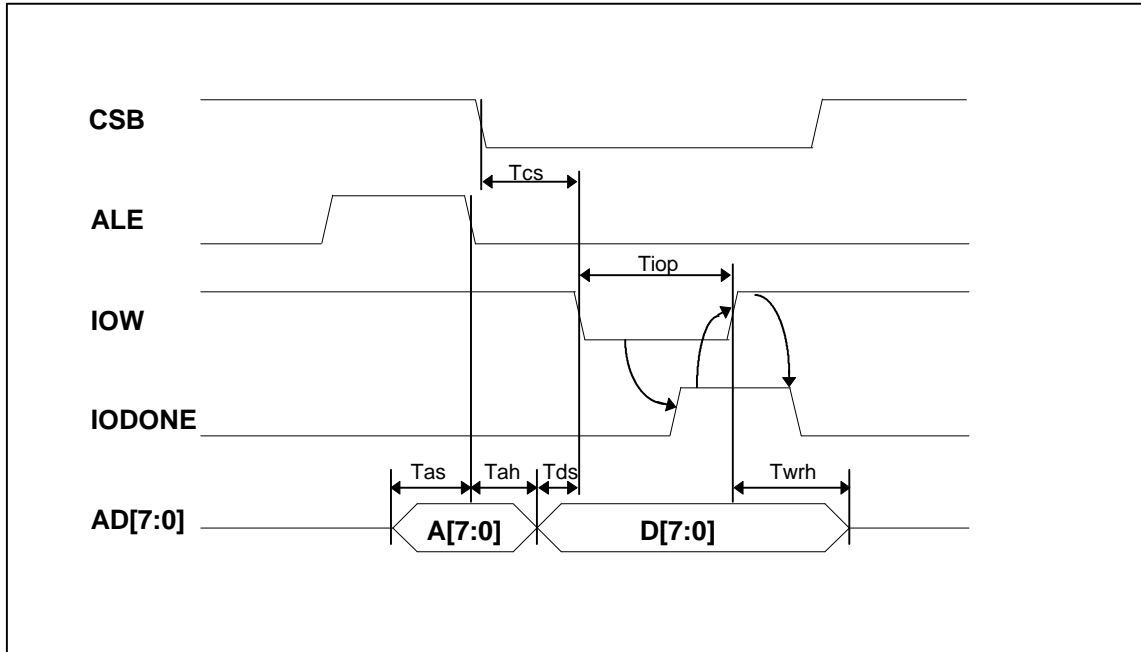 CSB
Tcs
ALE
Tiop
IOW
IODONE
Tas Tah Tds Twrh
AD[7:0] A[7:0] D[7:0]